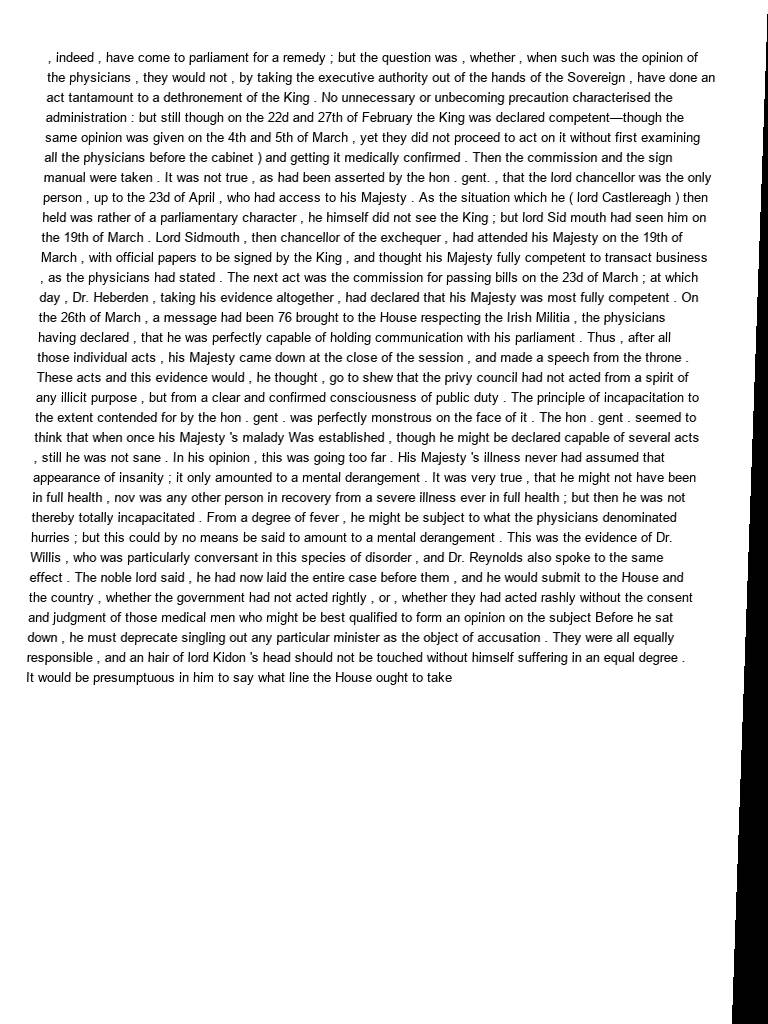 , indeed , have come to parliament for a remedy ; but the question was , whether , when such was the opinion of
the physicians , they would not , by taking the executive authority out of the hands of the Sovereign , have done an
act tantamount to a dethronement of the King . No unnecessary or unbecoming precaution characterised the
administration : but still though on the 22d and 27th of February the King was declared competent—though the
same opinion was given on the 4th and 5th of March , yet they did not proceed to act on it without first examining
all the physicians before the cabinet ) and getting it medically confirmed . Then the commission and the sign
manual were taken . It was not true , as had been asserted by the hon . gent. , that the lord chancellor was the only
person , up to the 23d of April , who had access to his Majesty . As the situation which he ( lord Castlereagh ) then
held was rather of a parliamentary character , he himself did not see the King ; but lord Sid mouth had seen him on
the 19th of March . Lord Sidmouth , then chancellor of the exchequer , had attended his Majesty on the 19th of
March , with official papers to be signed by the King , and thought his Majesty fully competent to transact business
, as the physicians had stated . The next act was the commission for passing bills on the 23d of March ; at which
day , Dr. Heberden , taking his evidence altogether , had declared that his Majesty was most fully competent . On
the 26th of March , a message had been 76 brought to the House respecting the Irish Militia , the physicians
having declared , that he was perfectly capable of holding communication with his parliament . Thus , after all
those individual acts , his Majesty came down at the close of the session , and made a speech from the throne .
These acts and this evidence would , he thought , go to shew that the privy council had not acted from a spirit of
any illicit purpose , but from a clear and confirmed consciousness of public duty . The principle of incapacitation to
the extent contended for by the hon . gent . was perfectly monstrous on the face of it . The hon . gent . seemed to
think that when once his Majesty 's malady Was established , though he might be declared capable of several acts
, still he was not sane . In his opinion , this was going too far . His Majesty 's illness never had assumed that
appearance of insanity ; it only amounted to a mental derangement . It was very true , that he might not have been
in full health , nov was any other person in recovery from a severe illness ever in full health ; but then he was not
thereby totally incapacitated . From a degree of fever , he might be subject to what the physicians denominated
hurries ; but this could by no means be said to amount to a mental derangement . This was the evidence of Dr.
Willis , who was particularly conversant in this species of disorder , and Dr. Reynolds also spoke to the same
effect . The noble lord said , he had now laid the entire case before them , and he would submit to the House and
the country , whether the government had not acted rightly , or , whether they had acted rashly without the consent
and judgment of those medical men who might be best qualified to form an opinion on the subject Before he sat
down , he must deprecate singling out any particular minister as the object of accusation . They were all equally
responsible , and an hair of lord Kidon 's head should not be touched without himself suffering in an equal degree .
It would be presumptuous in him to say what line the House ought to take